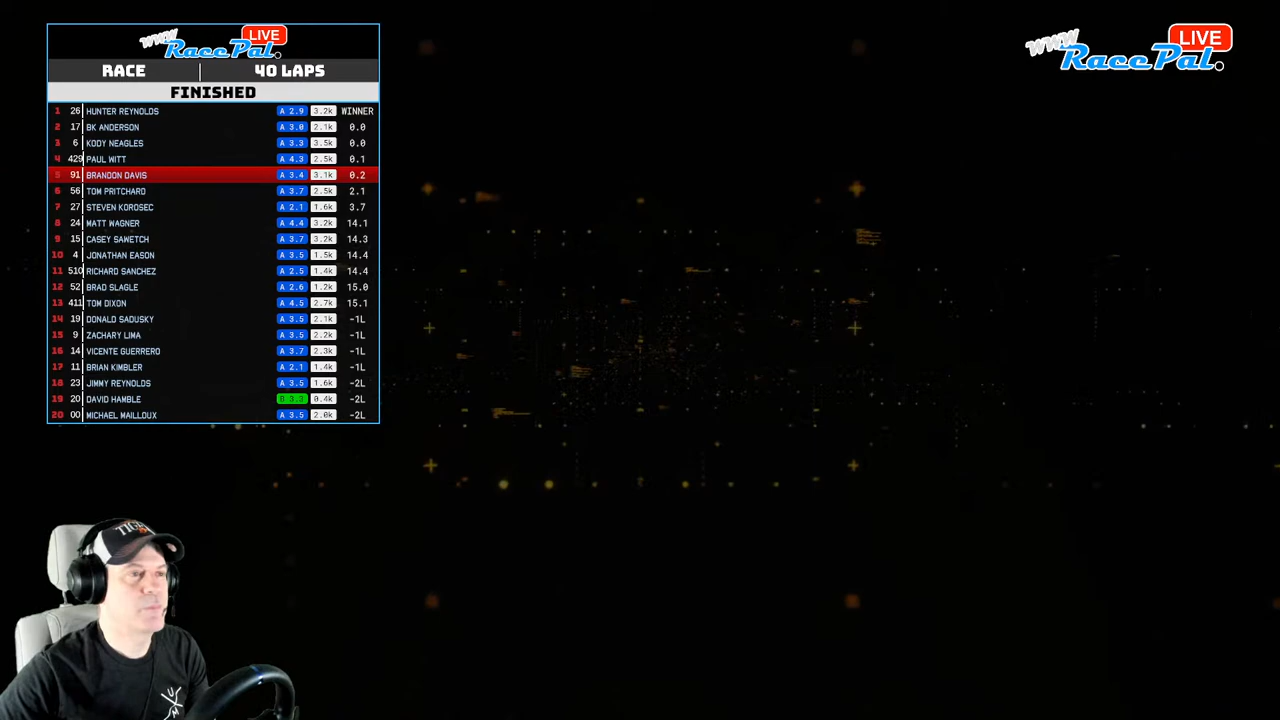 WWW LIVE
RacePal.
RACE 40 LAPS
FINISHED
1 26 HUNTER REYNOLDS A 2.9 3.2k WINNER
2 17 BK ANDERSON A 3.0 2.1k 0.0
3 6 KODY NEAGLES A 3.3 3.5k 0.0
4 429 PAUL WITT A 4.3 2.5k 0.1
5 91 BRANDON DAVIS A 3.4 3.1k 0.2
6 56 TOM PRITCHARD A 3.7 2.5k 2.1
7 27 STEVEN KOROSEC A 2.1 1.6k 3.7
8 24 MATT WAGNER A 4.4 3.2k 14.1
9 15 CASEY SAWETCH A 3.7 3.2k 14.3
10 4 JONATHAN EASON A 3.5 1.5k 14.4
11 510 RICHARD SANCHEZ A 2.5 1.4k 14.4
12 52 BRAD SLAGLE A 2.6 1.2k 15.0
13 411 TOM DIXON A 4.5 2.7k 15.1
14 19 DONALD SADUSKY A 3.5 2.1k -1L
15 9 ZACHARY LIMA A 3.5 2.2k -1L
16 14 VICENTE GUERRERO A 3.7 2.3k -1L
17 11 BRIAN KIMBLER A 2.1 1.4k -1L
18 23 JIMMY REYNOLDS A 3.5 1.6k -2L
19 20 DAVID HAMBLE B 3.3 0.4k -2L
20 00 MICHAEL MAILLOUX A 3.5 2.0k -2L
WWW LIVE
RacePal.